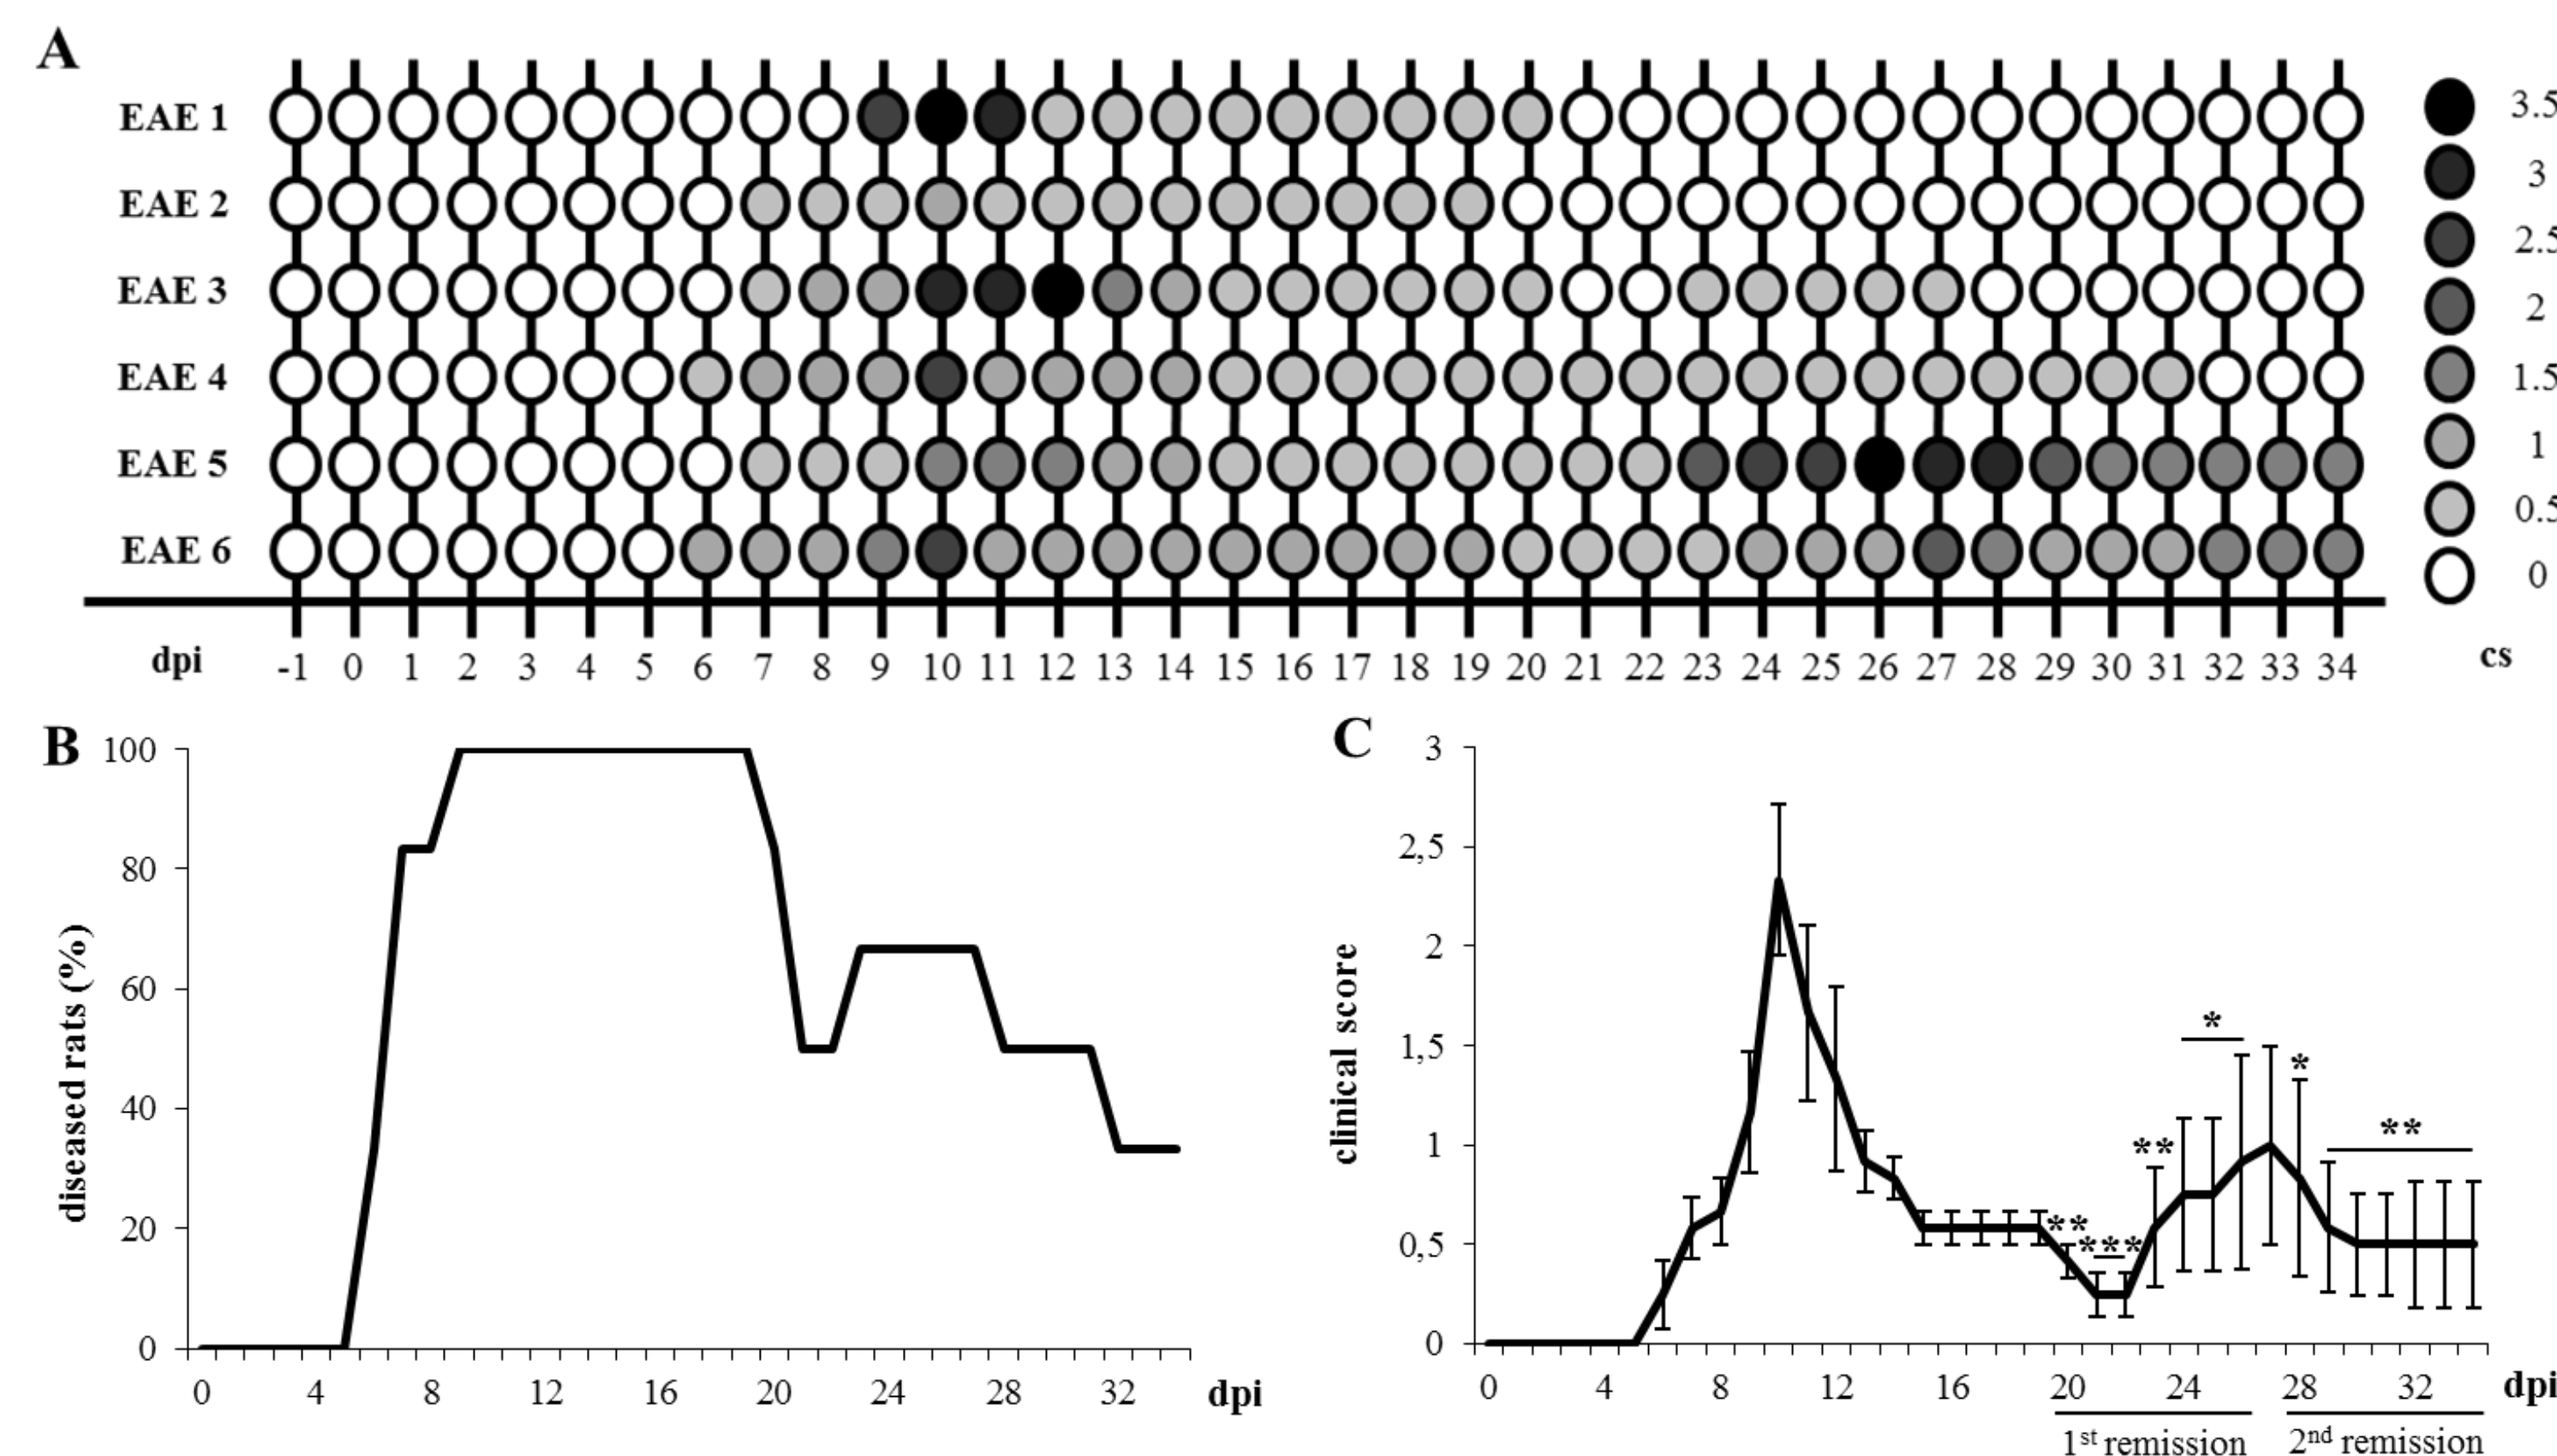 A
EAE 1
EAE 2
EAE 3
EAE 4
EAE 5
EAE 6
3.5
3
2.5
2
1.5
1
0.5
0
dpi -1 0 1 2 3 4 5 6 7 8 9 10 11 12 13 14 15 16 17 18 19 20 21 22 23 24 25 26 27 28 29 30 31 32 33 34 cs
B
diseased rats (%)
100
80
60
40
20
0
0 4 8 12 16 20 24 28 32 dpi
C
clinical score
3
2,5
2
1,5
1
0,5
0
**
***
**
*
*
**
0 4 8 12 16 20 24 28 32 dpi
1st remission 2nd remission